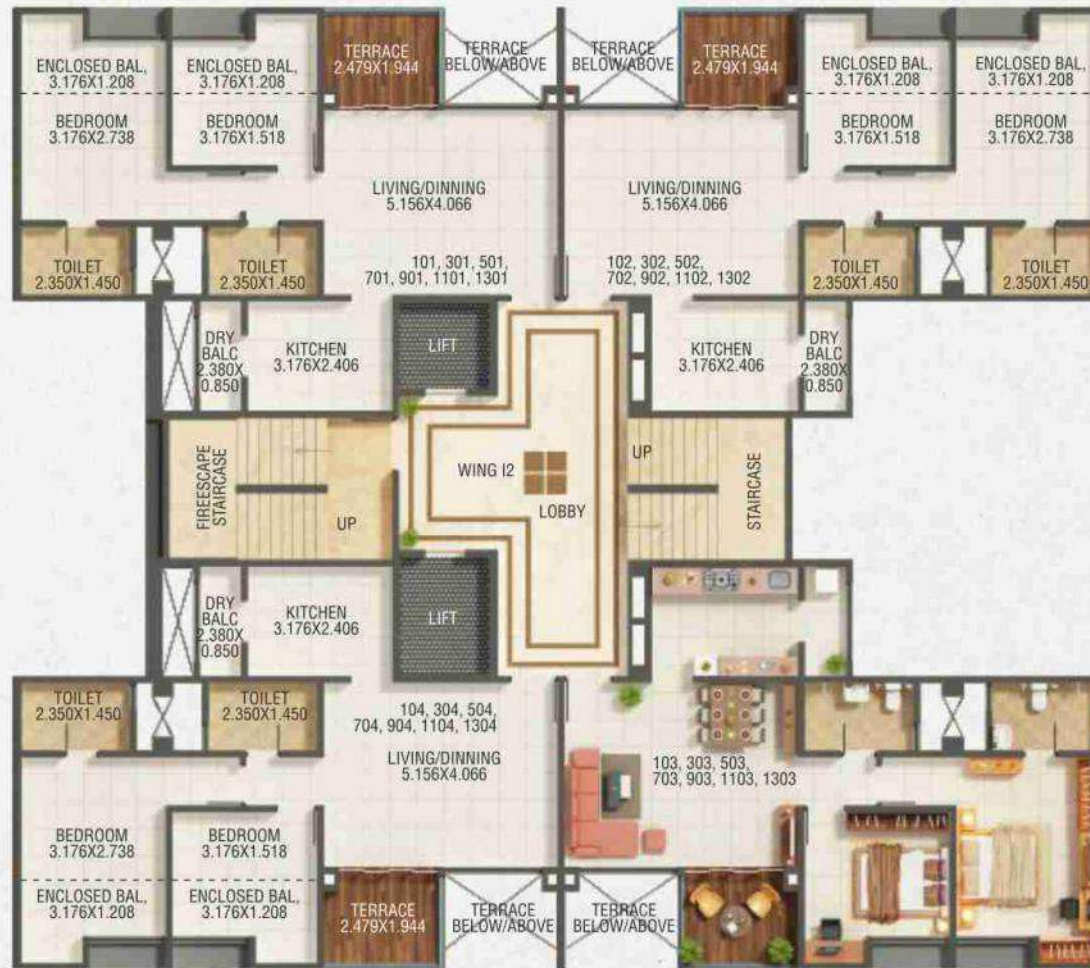 ENCLOSED BAL,
3.176X1.208
BEDROOM
3.176X2.738
ENCLOSED BAL,
3.176X1.208
BEDROOM
3.176X1.518
TERRACE
2.479X1.944
TERRACE
BELOW/ABOVE
TERRACE
BELOW/ABOVE
TERRACE
2.479X1.944
ENCLOSED BAL,
3.176X1.208
BEDROOM
3.176X1.518
ENCLOSED BAL,
3.176X1.208
BEDROOM
3.176X2.738
LIVING/DINNING
5.156X4.066
LIVING/DINNING
5.156X4.066
TOILET
2.350X1.450
TOILET
2.350X1.450
101, 301, 501,
701, 901, 1101, 1301
102, 302, 502,
702, 902, 1102, 1302
TOILET
2.350X1.450
TOILET
2.350X1.450
DRY
BALC
2.380X
0.850
KITCHEN
3.176X2.406
LIFT
KITCHEN
3.176X2.406
DRY
BALC
2.380X
0.850
FIREESCAPE
STAIRCASE
UP
WING I2
LOBBY
UP
STAIRCASE
DRY
BALC
2.380X
0.850
KITCHEN
3.176X2.406
LIFT
TOILET
2.350X1.450
TOILET
2.350X1.450
104, 304, 504,
704, 904, 1104, 1304
LIVING/DINNING
5.156X4.066
103, 303, 503,
703, 903, 1103, 1303
BEDROOM
3.176X2.738
ENCLOSED BAL,
3.176X1.208
BEDROOM
3.176X1.518
ENCLOSED BAL,
3.176X1.208
TERRACE
2.479X1.944
TERRACE
BELOW/ABOVE
TERRACE
BELOW/ABOVE